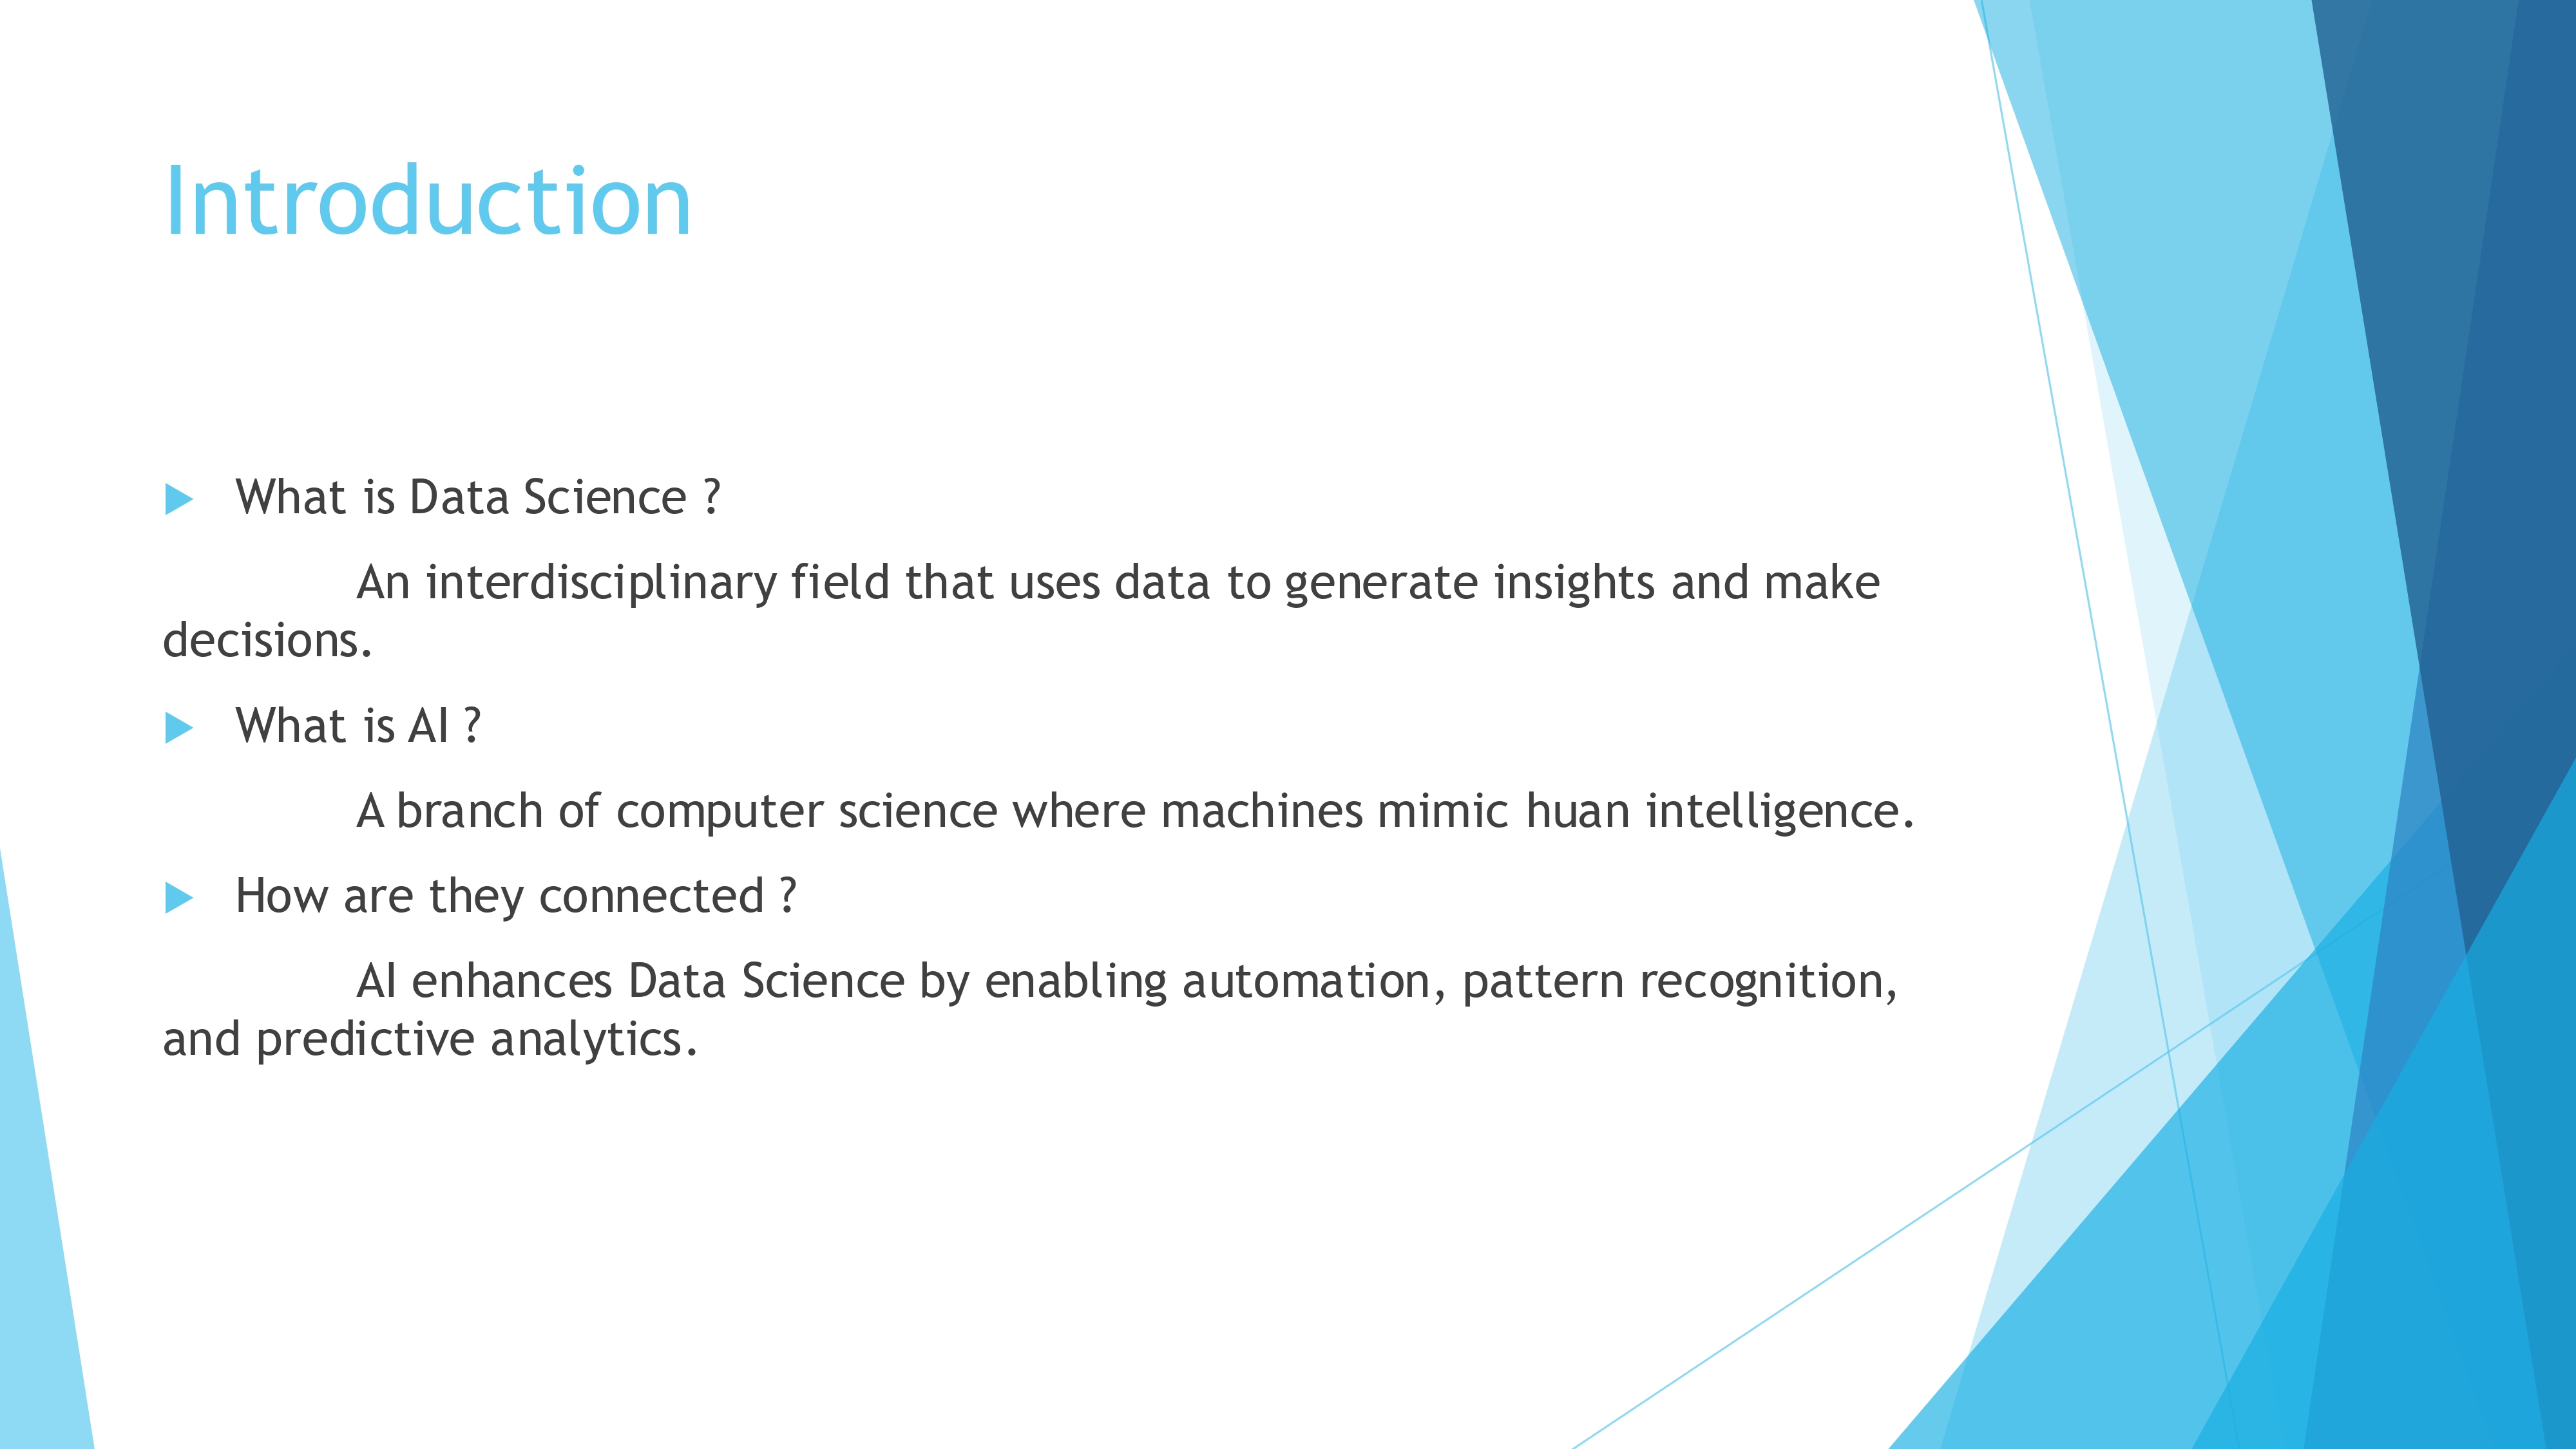 Introduction
What is Data Science ?
An interdisciplinary field that uses data to generate insights and make
decisions.
What is AI ?
A branch of computer science where machines mimic huan intelligence.
How are they connected ?
AI enhances Data Science by enabling automation, pattern recognition,
and predictive analytics.